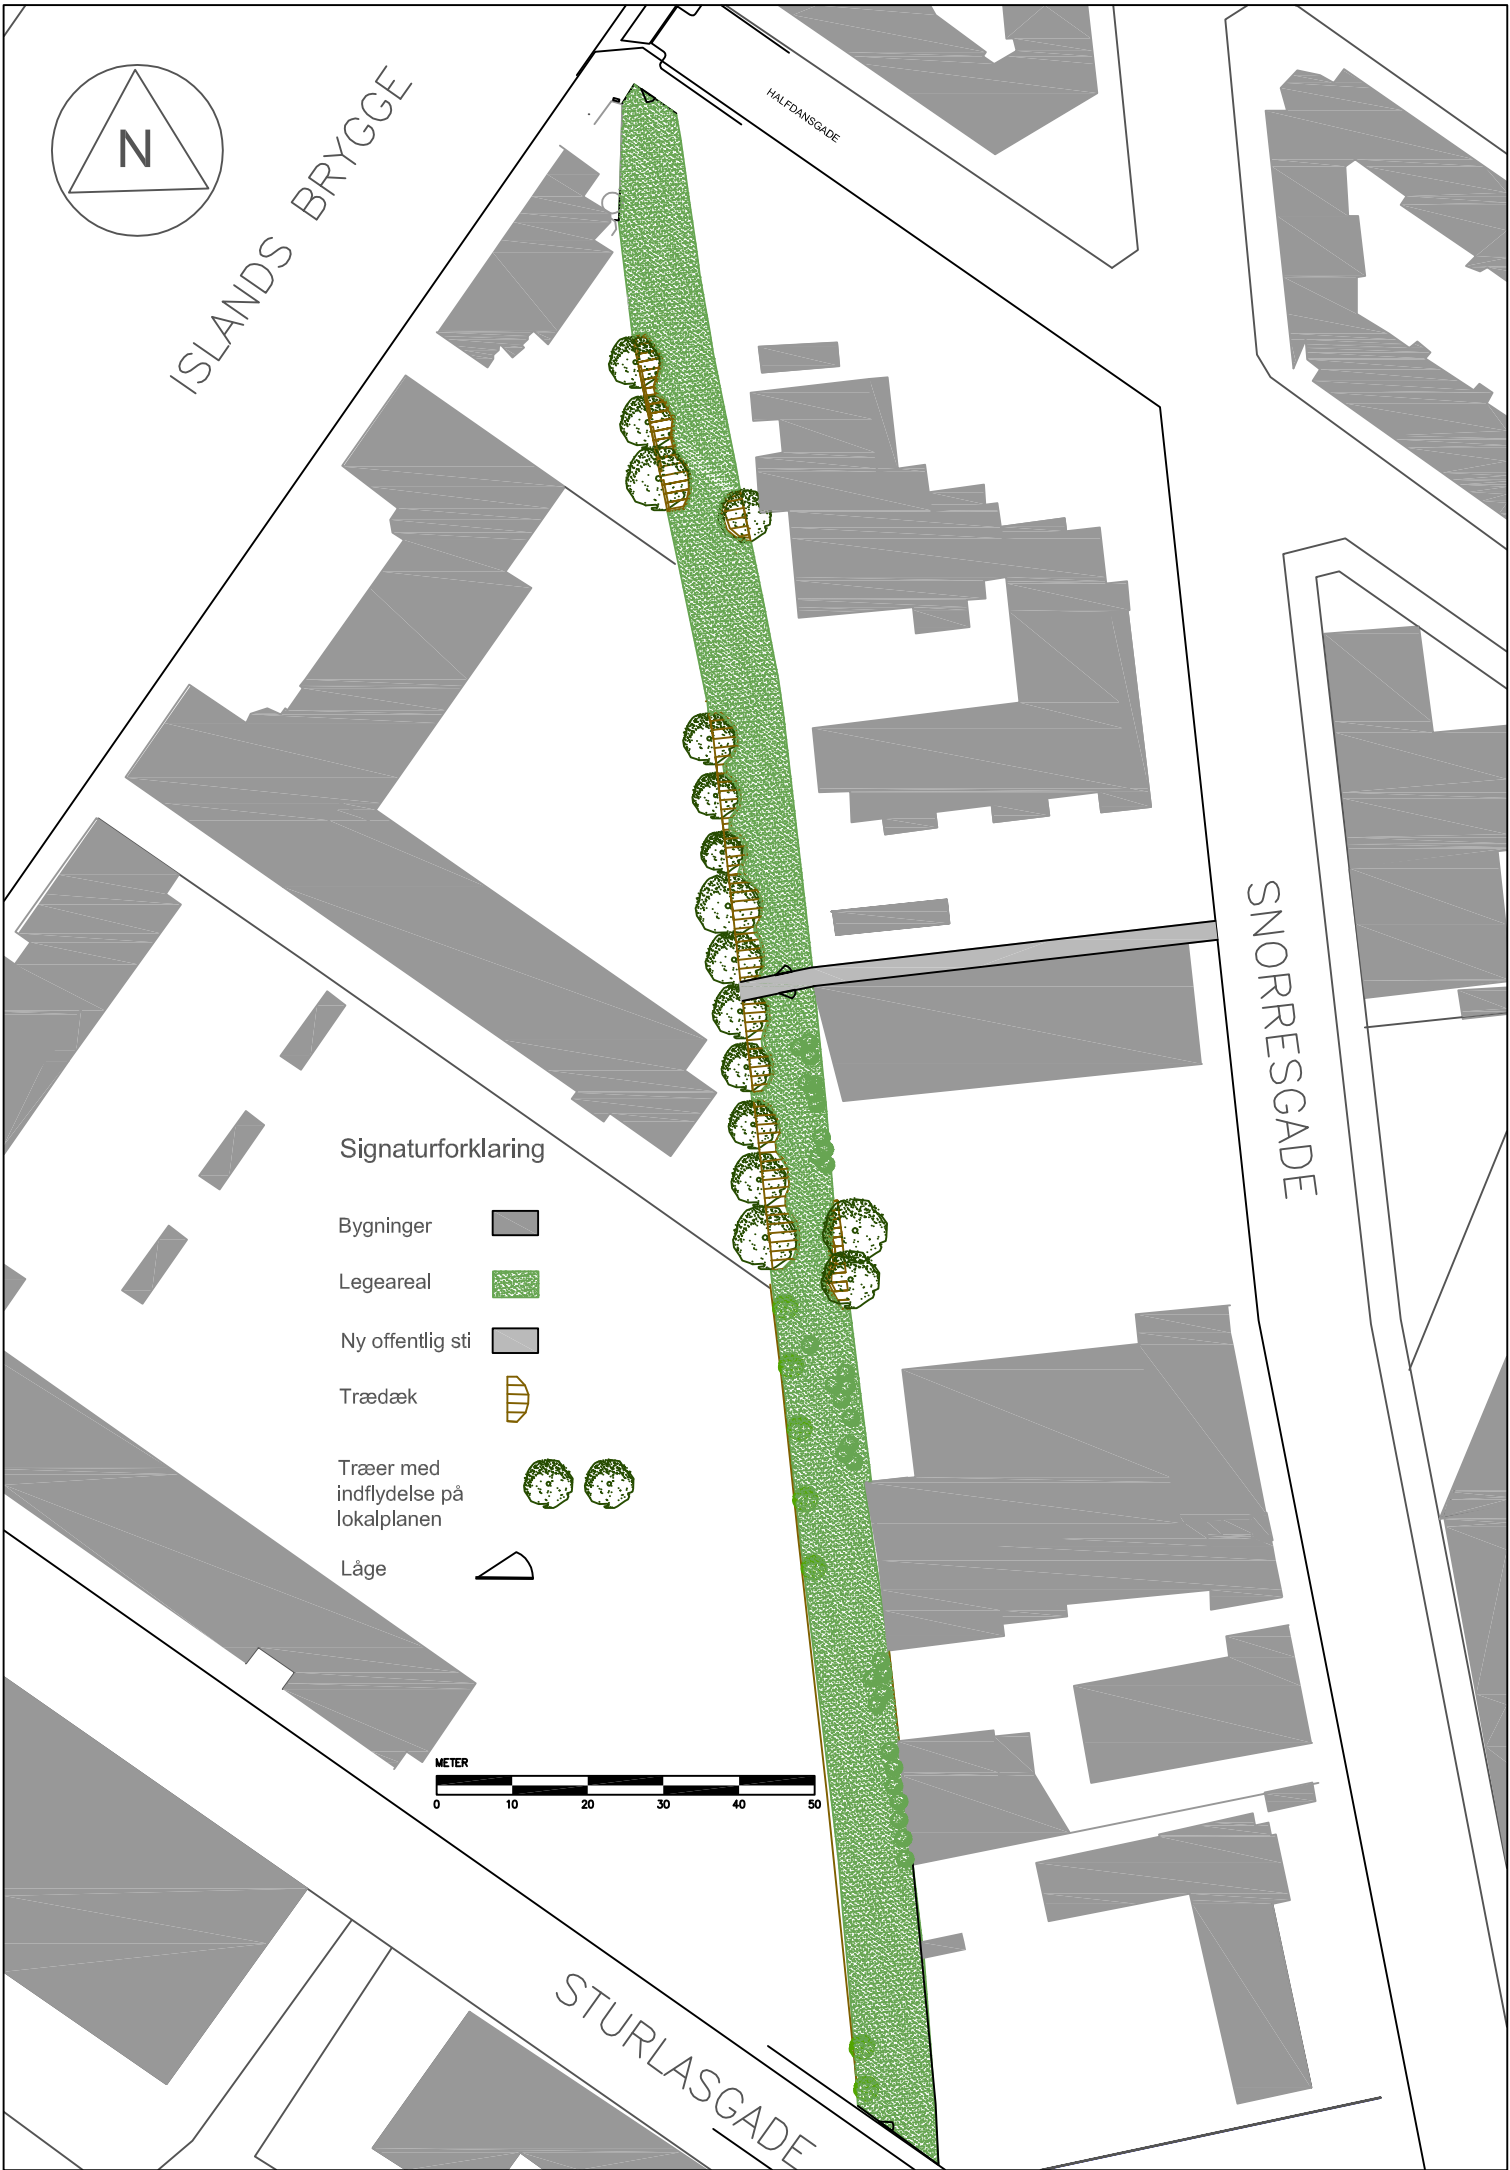 HALFDANSGADE
N
ISLANDS BRYGGE
SNORRESGADE
Signaturforklaring
Bygninger
Legeareal
Ny offentlig sti
Trædæk
Træer med
indflydelse på
lokalplanen
Låge
METER
0 10 20 30 40 50
STURLASGADE